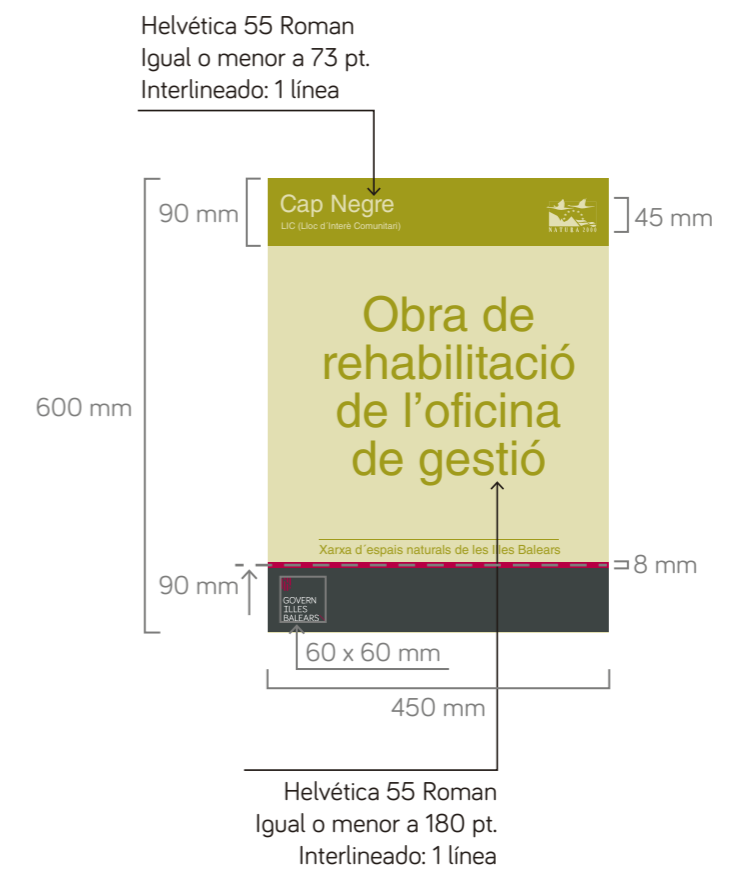 Helvética 55 Roman
Igual o menor a 73 pt.
Interlineado: 1 línea
90 mm
Cap Negre
LIC (Lloc d´Interè Comunitari)
NATURA 2000
45 mm
600 mm
Obra de
rehabilitació
de l’oficina
de gestió
Xarxa d´espais naturals de les Illes Balears
8 mm
90 mm
GOVERN
ILLES
BALEARS
60 x 60 mm
450 mm
Helvética 55 Roman
Igual o menor a 180 pt.
Interlineado: 1 línea